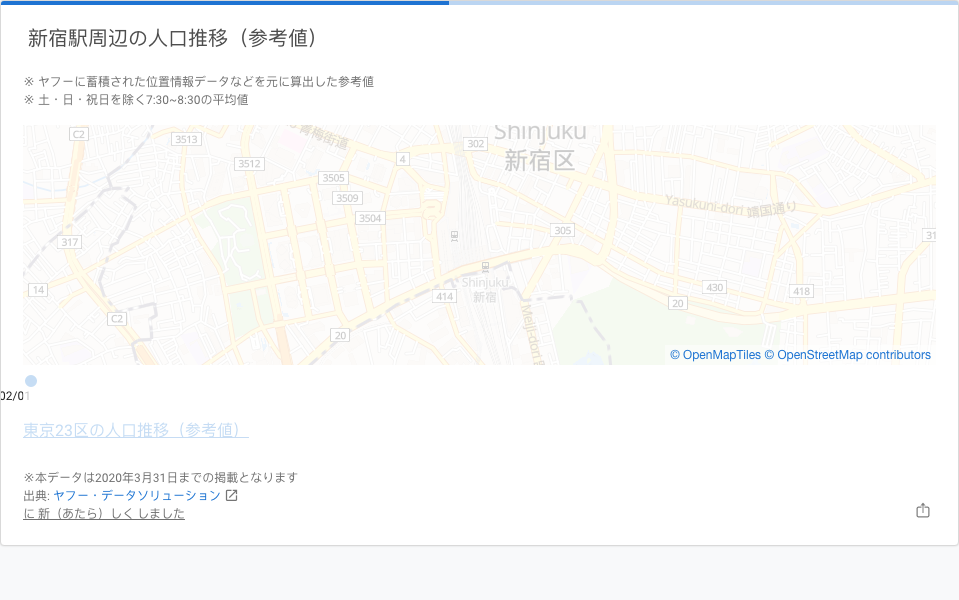 新宿駅周辺の人口推移（参考値）
※ ヤフーに蓄積された位置情報データなどを元に算出した参考値
※ 土・日・祝日を除く7:30~8:30の平均値
C2
3513
青梅街道
302
Shinjuku
新宿区
3512
4
3505
3509
3504
Yasukuni-dori 靖国通り
317
305
31
14
414
Shinjuku
新宿
430
418
20
C2
20
Meiji-dori
© OpenMapTiles © OpenStreetMap contributors
02/01
東京23区の人口推移（参考値）
※本データは2020年3月31日までの掲載となります
出典: ヤフー・データソリューション
に 新（あたら）しく しました